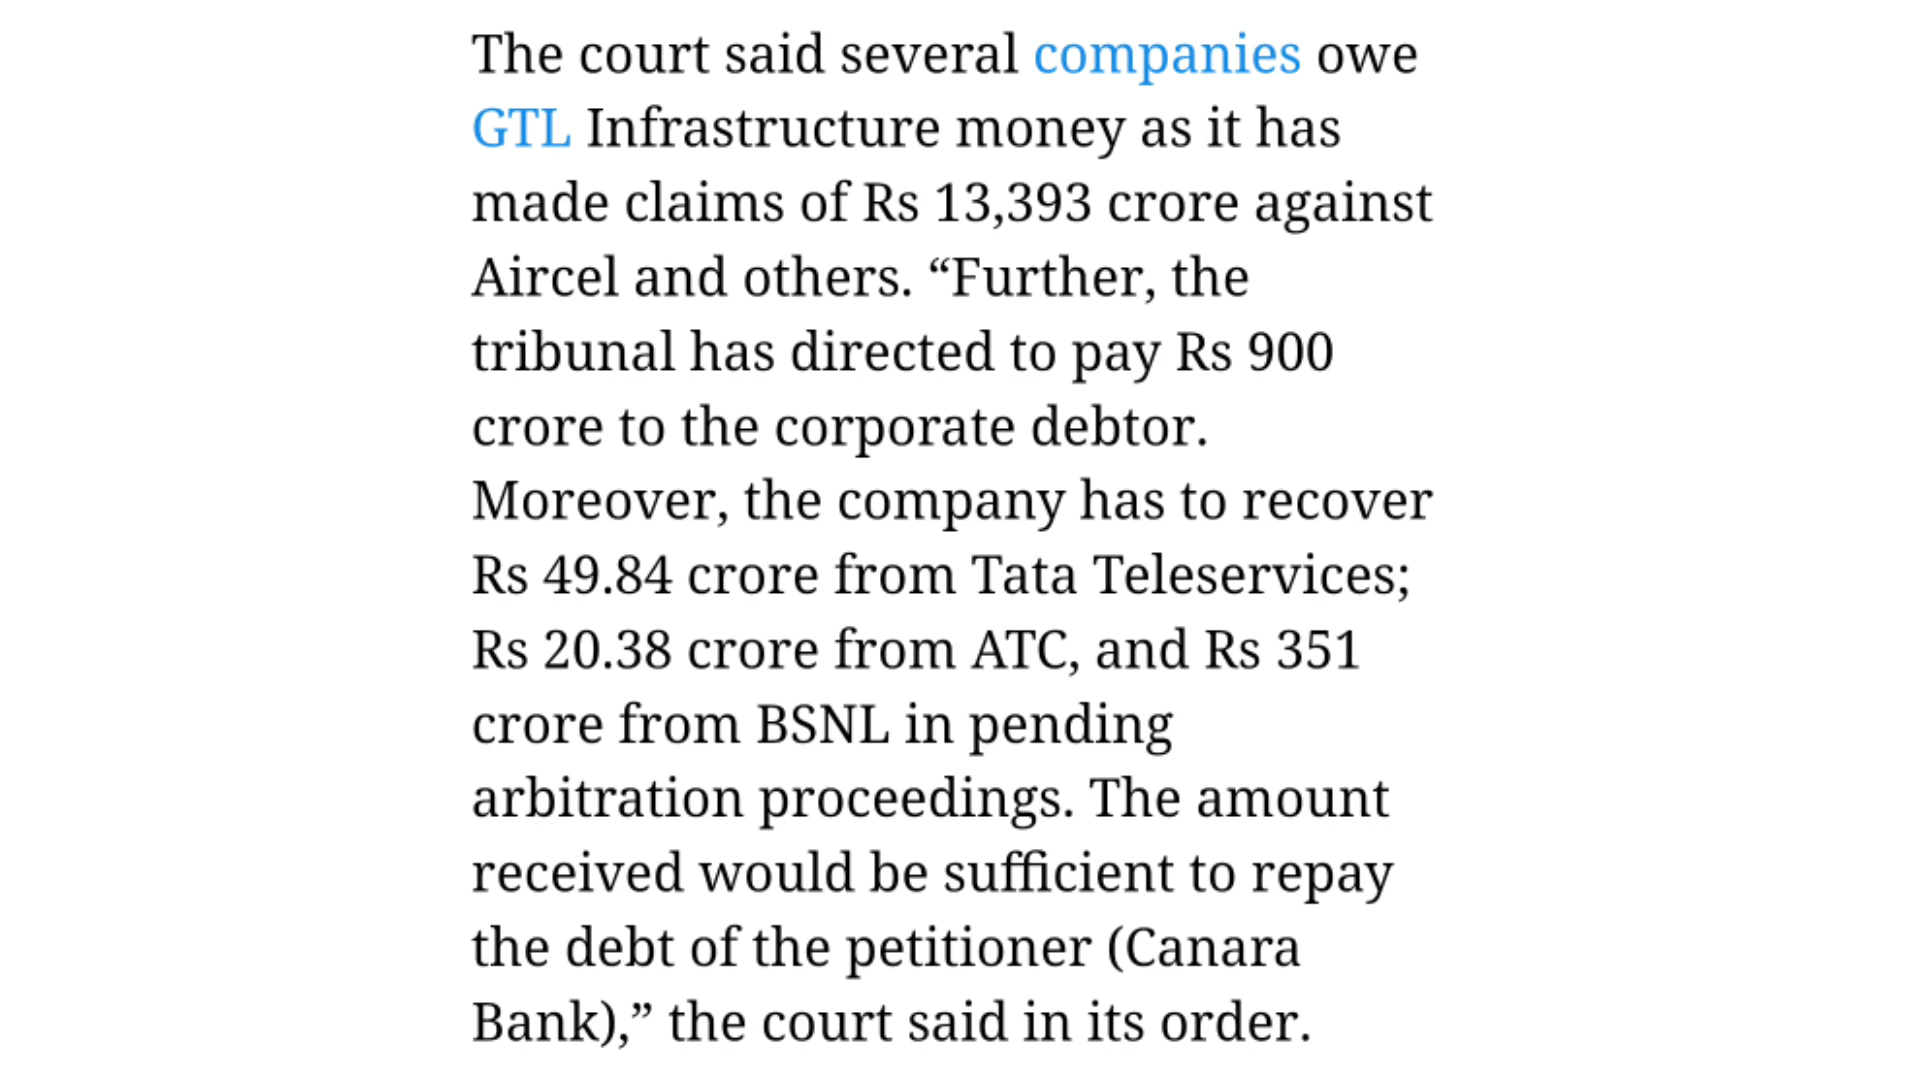 The court said several companies owe
GTL Infrastructure money as it has
made claims of Rs 13,393 crore against
Aircel and others. “Further, the
tribunal has directed to pay Rs 900
crore to the corporate debtor.
Moreover, the company has to recover
Rs 49.84 crore from Tata Teleservices;
Rs 20.38 crore from ATC, and Rs 351
crore from BSNL in pending
arbitration proceedings. The amount
received would be sufficient to repay
the debt of the petitioner (Canara
Bank),” the court said in its order.